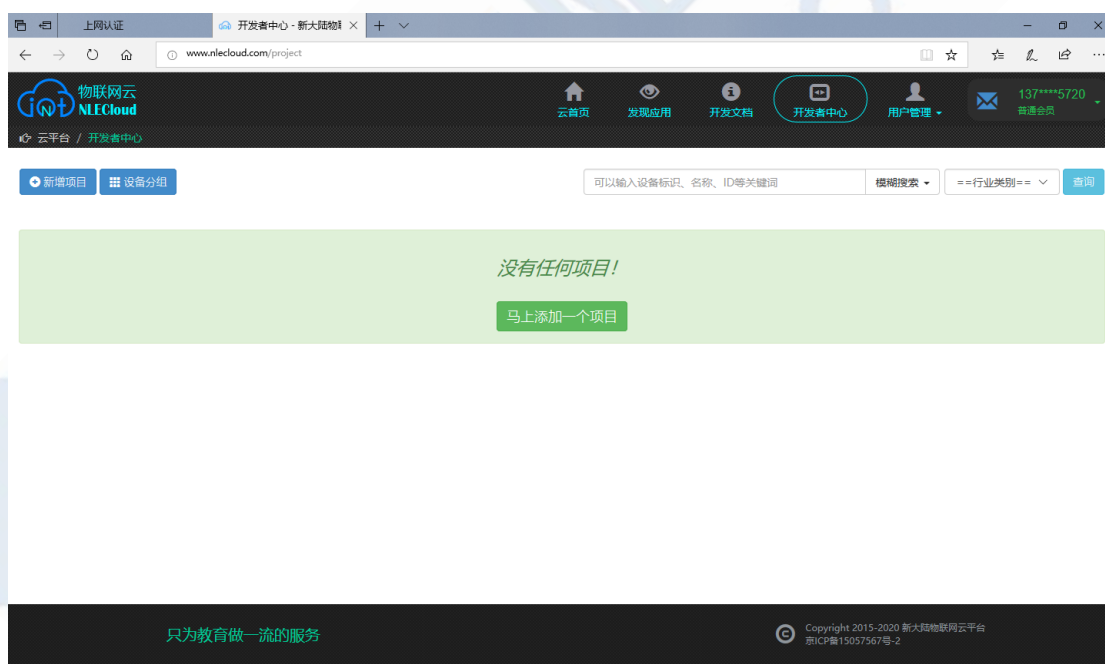 上网认证
开发者中心 - 新大陆物联
www.nlecloud.com/project
物联网云
NLECloud
云首页
发现应用
开发文档
开发者中心
用户管理
137****5720
普通会员
云平台 / 开发者中心
新增项目
设备分组
可以输入设备标识、名称、ID等关键词
模糊搜索
==行业类别==
查询
没有任何项目!
马上添加一个项目
只为教育做一流的服务
Copyright 2015-2020 新大陆物联网云平台
京ICP备15057567号-2